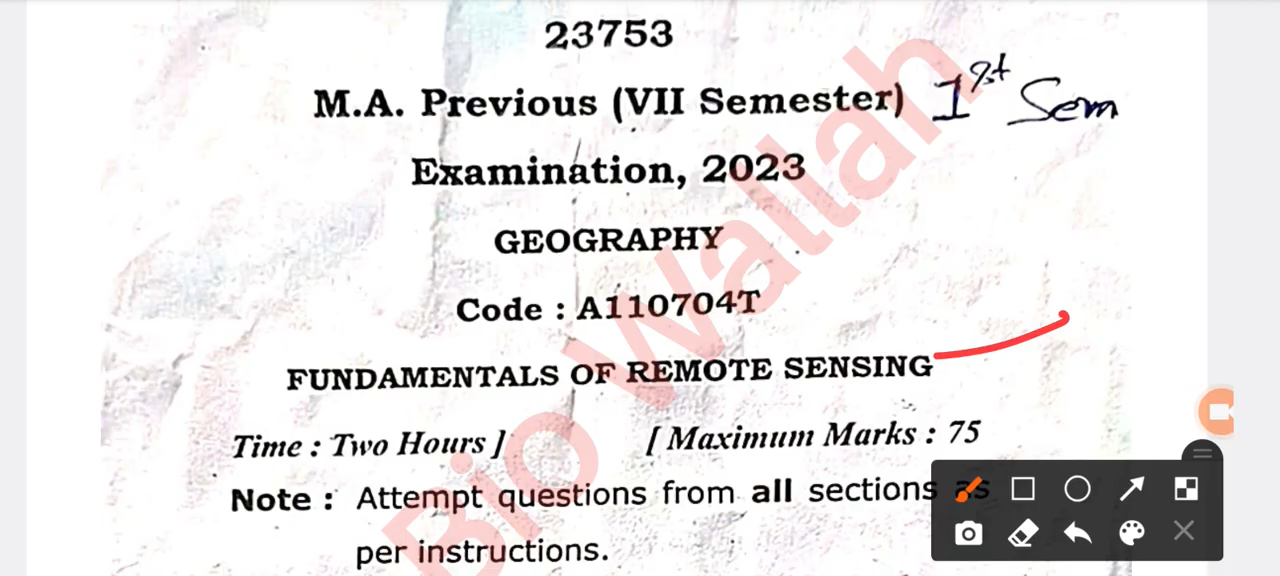 23753
M.A. Previous (VII Semester) 1st Sem
Examination, 2023
GEOGRAPHY
Code : A110704T
FUNDAMENTALS OF REMOTE SENSING
Time : Two Hours ] [ Maximum Marks : 75
Note : Attempt questions from all sections as
per instructions.
Bio Wallah